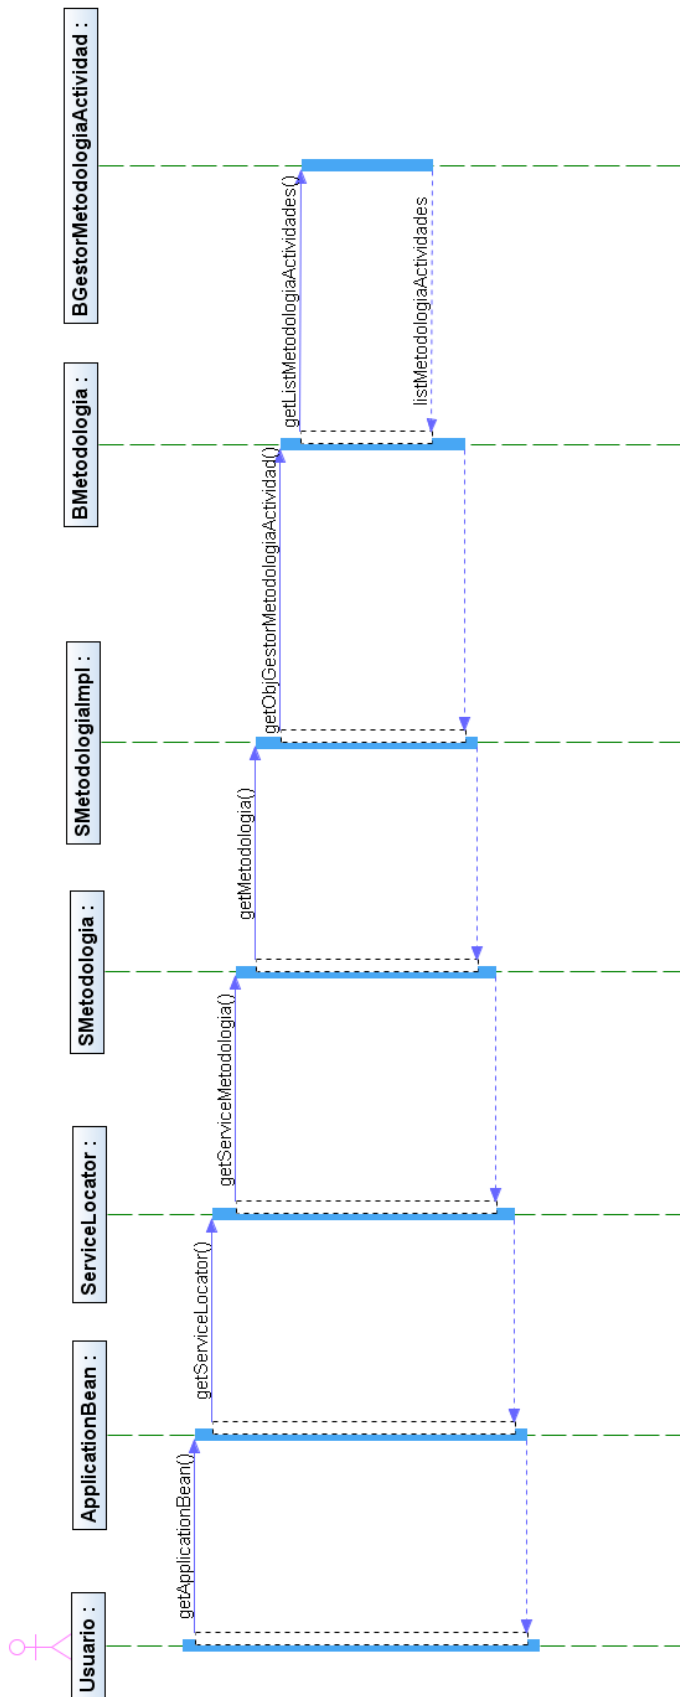 Usuario :
ApplicationBean :
ServiceLocator :
SMetodologia :
SMetodologiaImpl :
BMetodologia :
BGestorMetodologiaActividad :
getApplicationBean()
getServiceLocator()
getServiceMetodologia()
getMetodologia()
getObjGestorMetodologiaActividad()
getListMetodologiaActividades()
listMetodologiaActividades